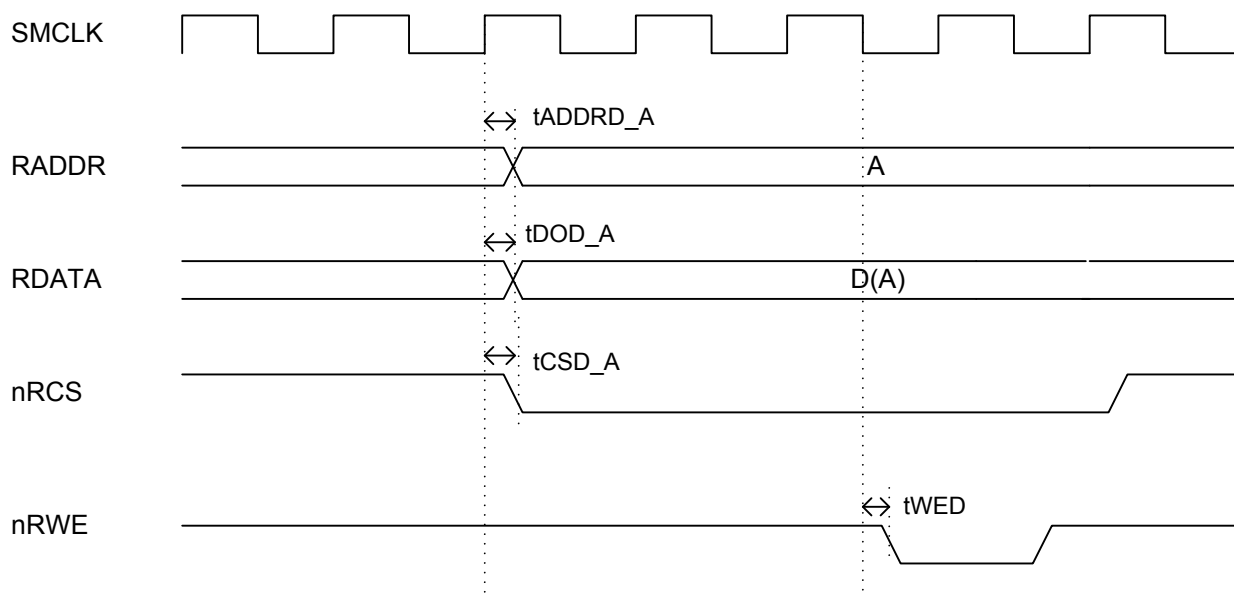 SMCLK
tADDRD_A
RADDR A
tDOD_A
RDATA D(A)
tCSD_A
nRCS
tWED
nRWE